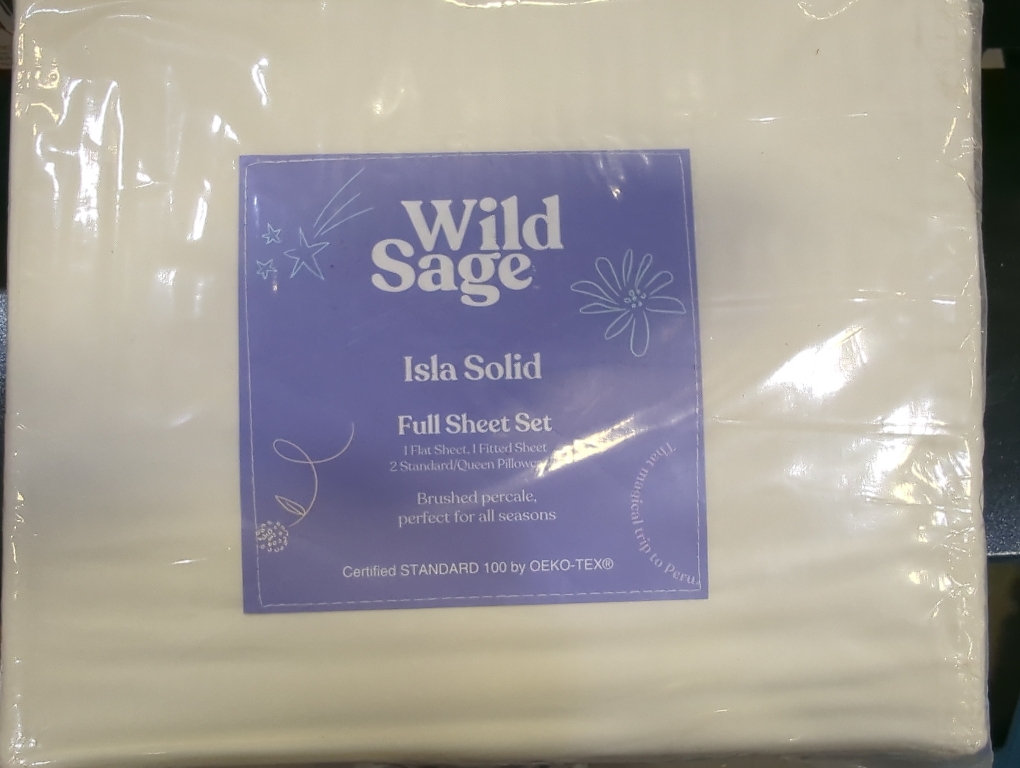 Wild
Sage
Isla Solid
Full Sheet Set
1 Flat Sheet, 1 Fitted Sheet
2 Standard/Queen
Brushed percale,
perfect for all seasons
That magical trip to Peru
Certified STANDARD 100 by OEKO-TEX®